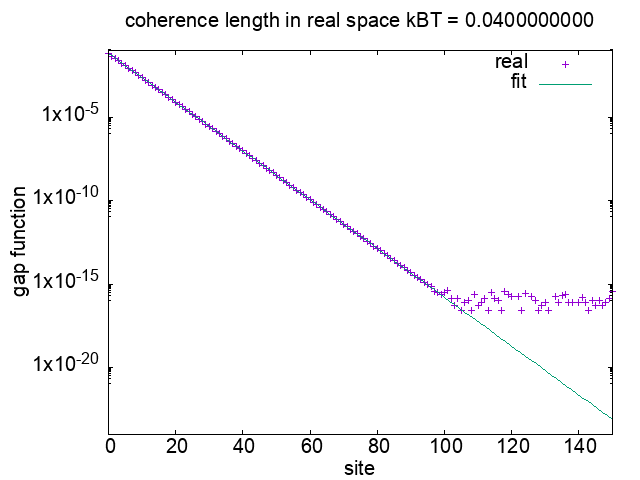 coherence length in real space kBT = 0.0400000000
real
fit
1x10^-5
1x10^-10
1x10^-15
1x10^-20
gap function
0 20 40 60 80 100 120 140
site